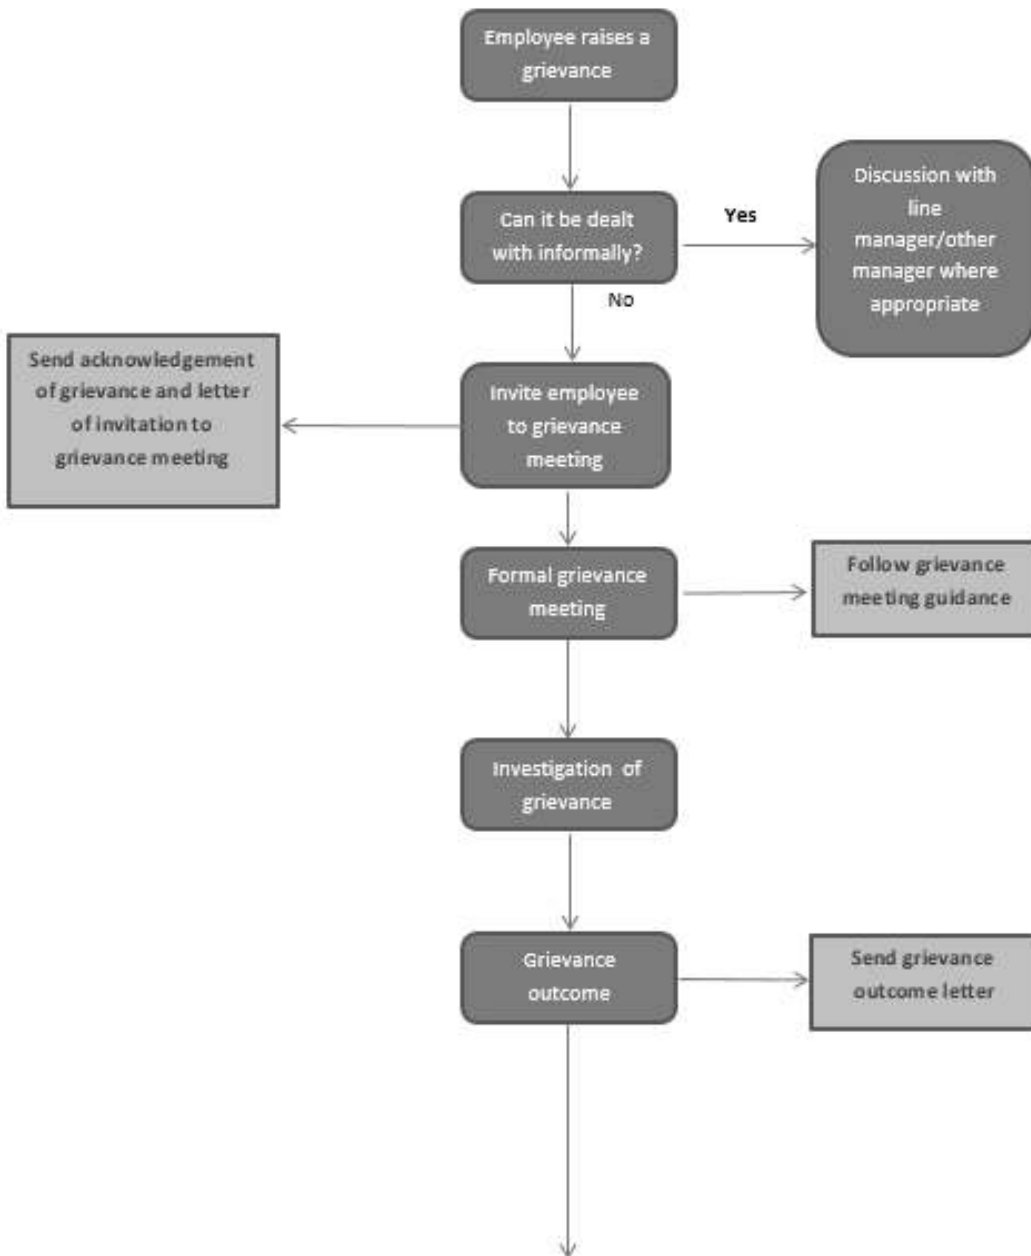 Employee raises a
grievance
Can it be dealt
with informally?
Yes
Discussion with
line
manager/other
manager where
appropriate
No
Send acknowledgement
of grievance and letter
of invitation to
grievance meeting
Invite employee
to grievance
meeting
Formal grievance
meeting
Follow grievance
meeting guidance
Investigation of
grievance
Grievance
outcome
Send grievance
outcome letter